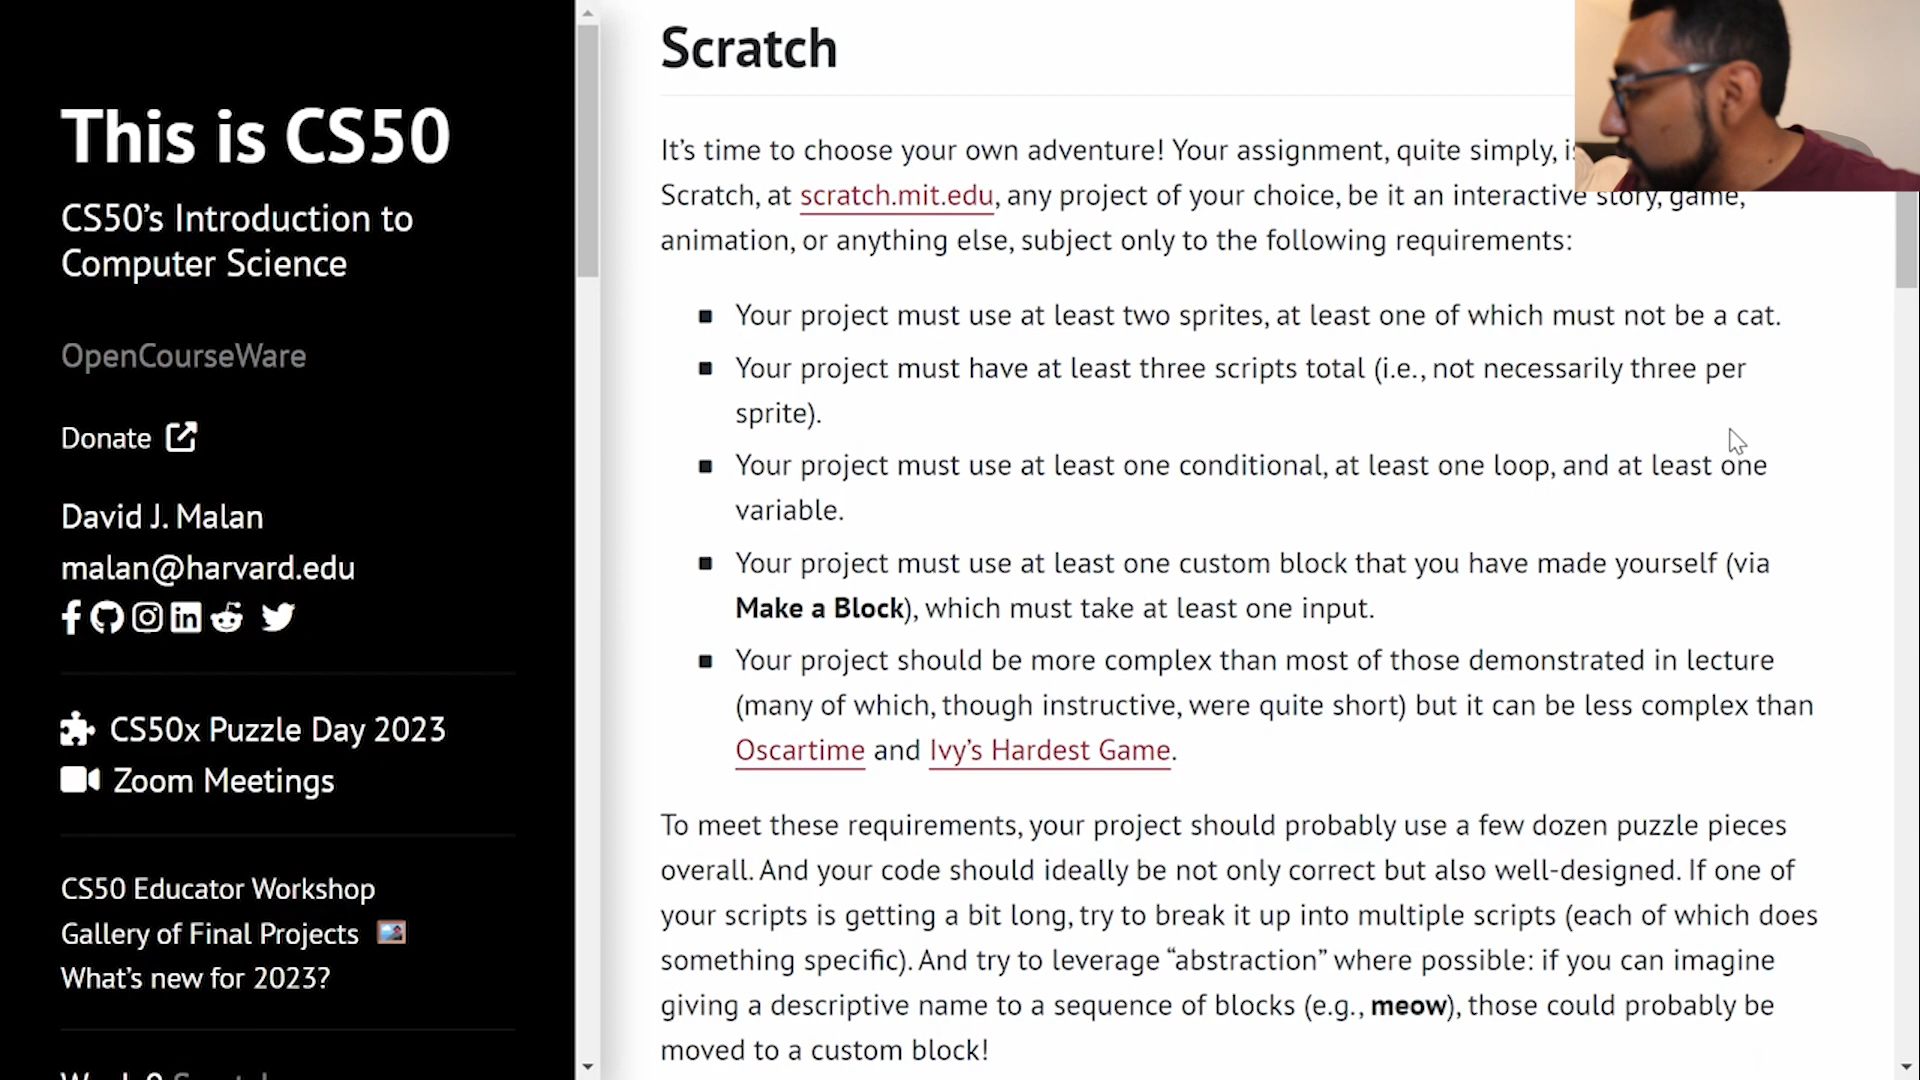 This is CS50
CS50’s Introduction to
Computer Science
OpenCourseWare
Donate
David J. Malan
malan@harvard.edu
CS50x Puzzle Day 2023
Zoom Meetings
CS50 Educator Workshop
Gallery of Final Projects
What’s new for 2023?
Scratch
It’s time to choose your own adventure! Your assignment, quite simply,
Scratch, at scratch.mit.edu, any project of your choice, be it an interactive story, game,
animation, or anything else, subject only to the following requirements:
Your project must use at least two sprites, at least one of which must not be a cat.
Your project must have at least three scripts total (i.e., not necessarily three per
sprite).
Your project must use at least one conditional, at least one loop, and at least one
variable.
Your project must use at least one custom block that you have made yourself (via
Make a Block), which must take at least one input.
Your project should be more complex than most of those demonstrated in lecture
(many of which, though instructive, were quite short) but it can be less complex than
Oscartime and Ivy’s Hardest Game.
To meet these requirements, your project should probably use a few dozen puzzle pieces
overall. And your code should ideally be not only correct but also well-designed. If one of
your scripts is getting a bit long, try to break it up into multiple scripts (each of which does
something specific). And try to leverage “abstraction” where possible: if you can imagine
giving a descriptive name to a sequence of blocks (e.g., meow), those could probably be
moved to a custom block!